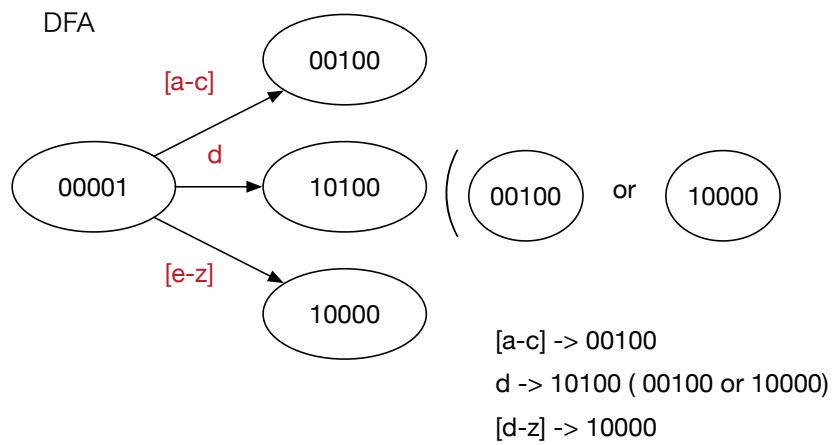 DFA
00100
[a-c]
d
00001
10100
( 00100 or 10000
[e-z]
10000
[a-c] -> 00100
d -> 10100 ( 00100 or 10000)
[d-z] -> 10000